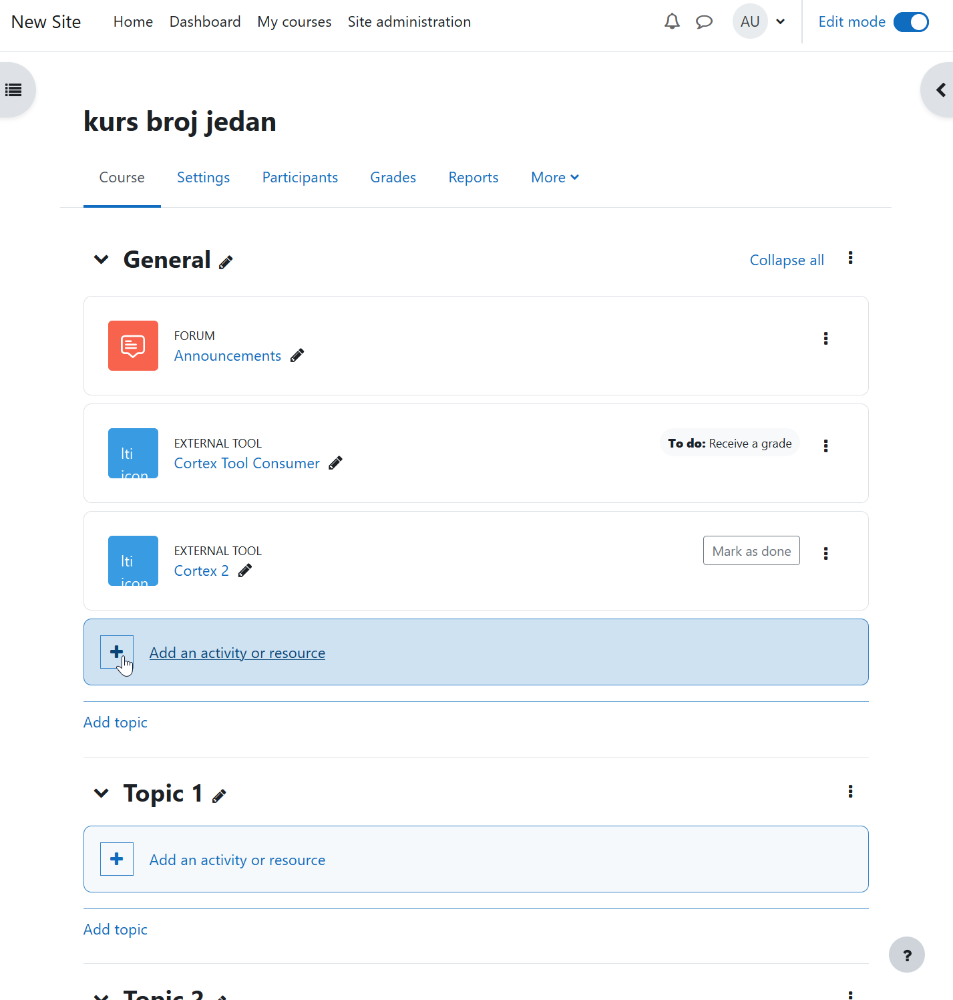 New Site Home Dashboard My courses Site administration AU Edit mode
kurs broj jedan
Course Settings Participants Grades Reports More
General Collapse all
FORUM
Announcements
lti
icon
EXTERNAL TOOL
Cortex Tool Consumer
To do: Receive a grade
lti
icon
EXTERNAL TOOL
Cortex 2
Mark as done
Add an activity or resource
Add topic
Topic 1
Add an activity or resource
Add topic
?
Topic 2